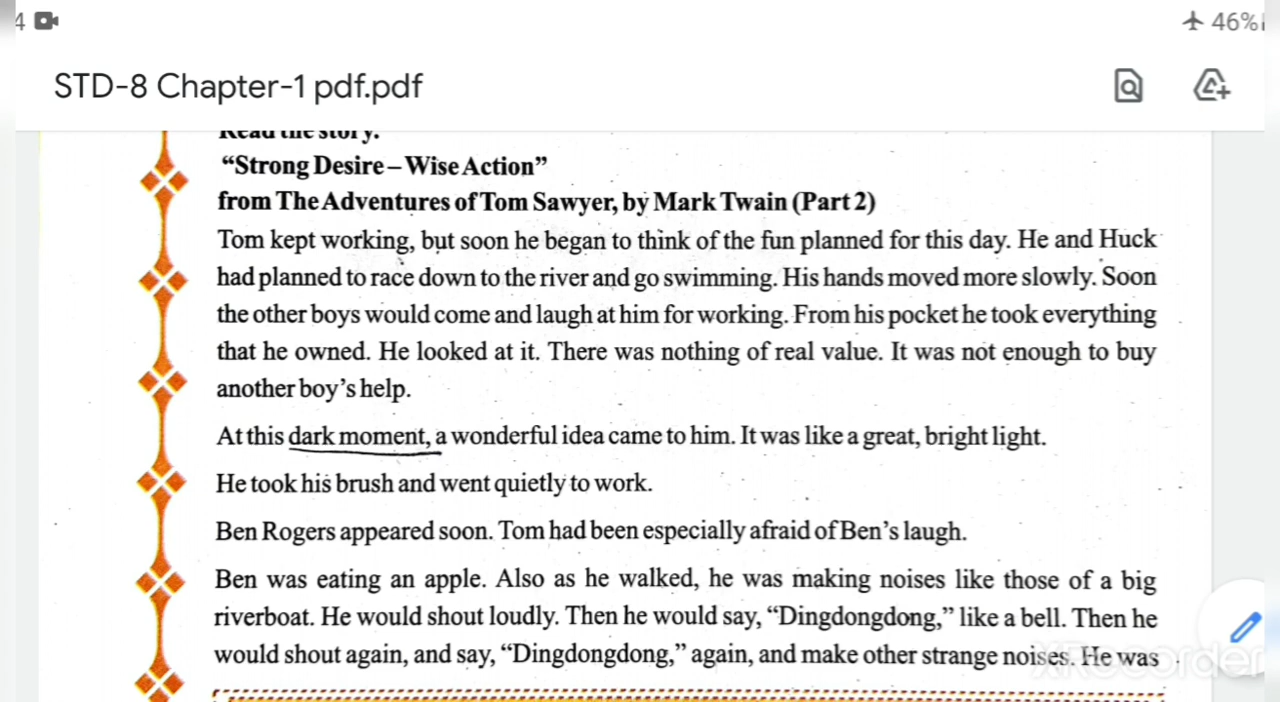 4
46%
STD-8 Chapter-1 pdf.pdf
Read the story.
“Strong Desire – Wise Action”
from The Adventures of Tom Sawyer, by Mark Twain (Part 2)
Tom kept working, but soon he began to think of the fun planned for this day. He and Huck
had planned to race down to the river and go swimming. His hands moved more slowly. Soon
the other boys would come and laugh at him for working. From his pocket he took everything
that he owned. He looked at it. There was nothing of real value. It was not enough to buy
another boy’s help.
At this dark moment, a wonderful idea came to him. It was like a great, bright light.
He took his brush and went quietly to work.
Ben Rogers appeared soon. Tom had been especially afraid of Ben’s laugh.
Ben was eating an apple. Also as he walked, he was making noises like those of a big
riverboat. He would shout loudly. Then he would say, “Dingdongdong,” like a bell. Then he
would shout again, and say, “Dingdongdong,” again, and make other strange noises. He was
XRecorder